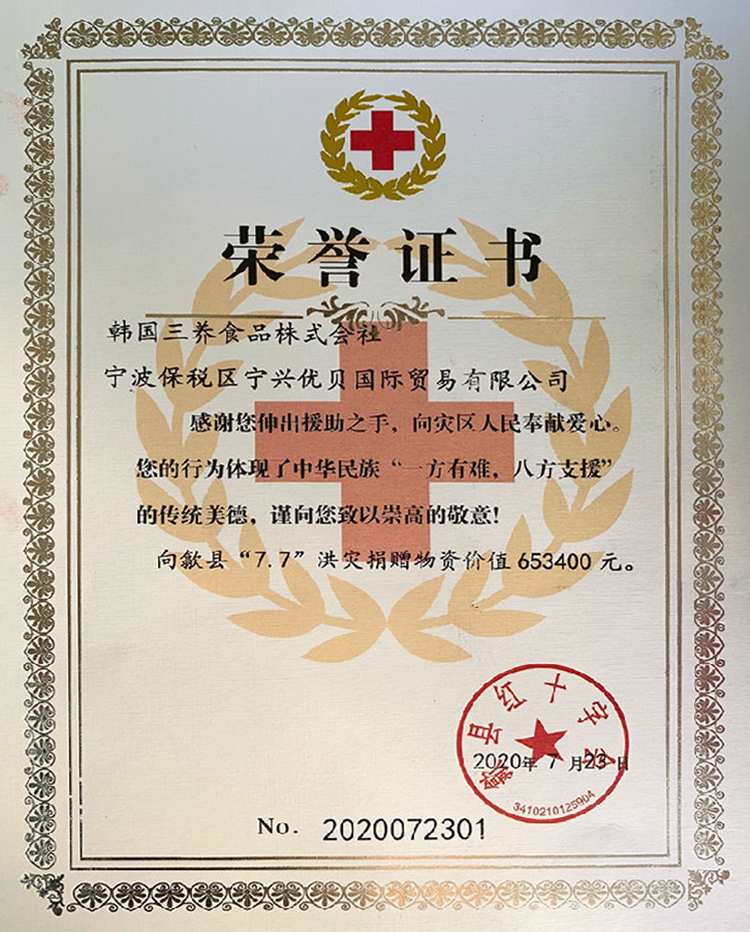 荣誉证书
韩国三养食品株式会社
宁波保税区宁兴优贝国际贸易有限公司
感谢您伸出援助之手，向灾区人民奉献爱心。
您的行为体现了中华民族“一方有难，八方支援”
的传统美德，谨向您致以崇高的敬意！
向歙县“7.7”洪灾捐赠物资价值653400元。
歙县红十字会
2020年7月23日
3410210125904
No. 2020072301